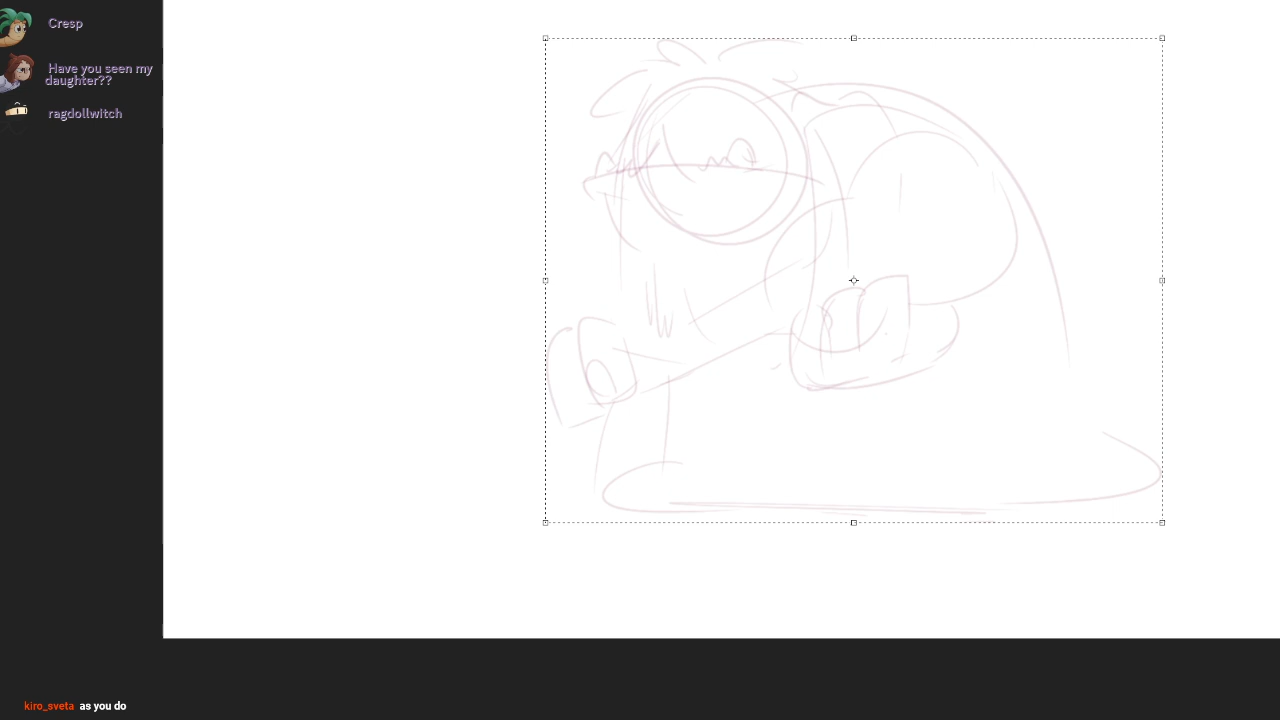 Cresp
Have you seen my
daughter??
ragdollwitch
kiro_sveta as you do